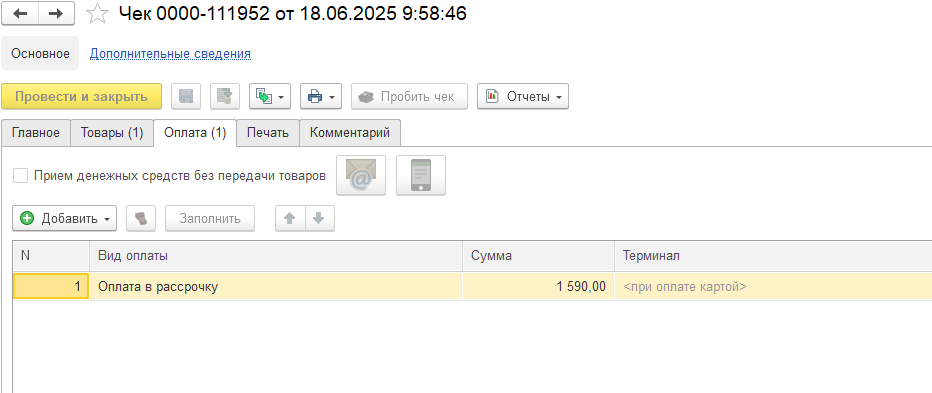 Чек 0000-111952 от 18.06.2025 9:58:46
Основное Дополнительные сведения
Провести и закрыть Пробить чек Отчеты
Главное Товары (1) Оплата (1) Печать Комментарий
Прием денежных средств без передачи товаров
Добавить Заполнить
N Вид оплаты Сумма Терминал
1 Оплата в рассрочку 1 590,00 <при оплате картой>